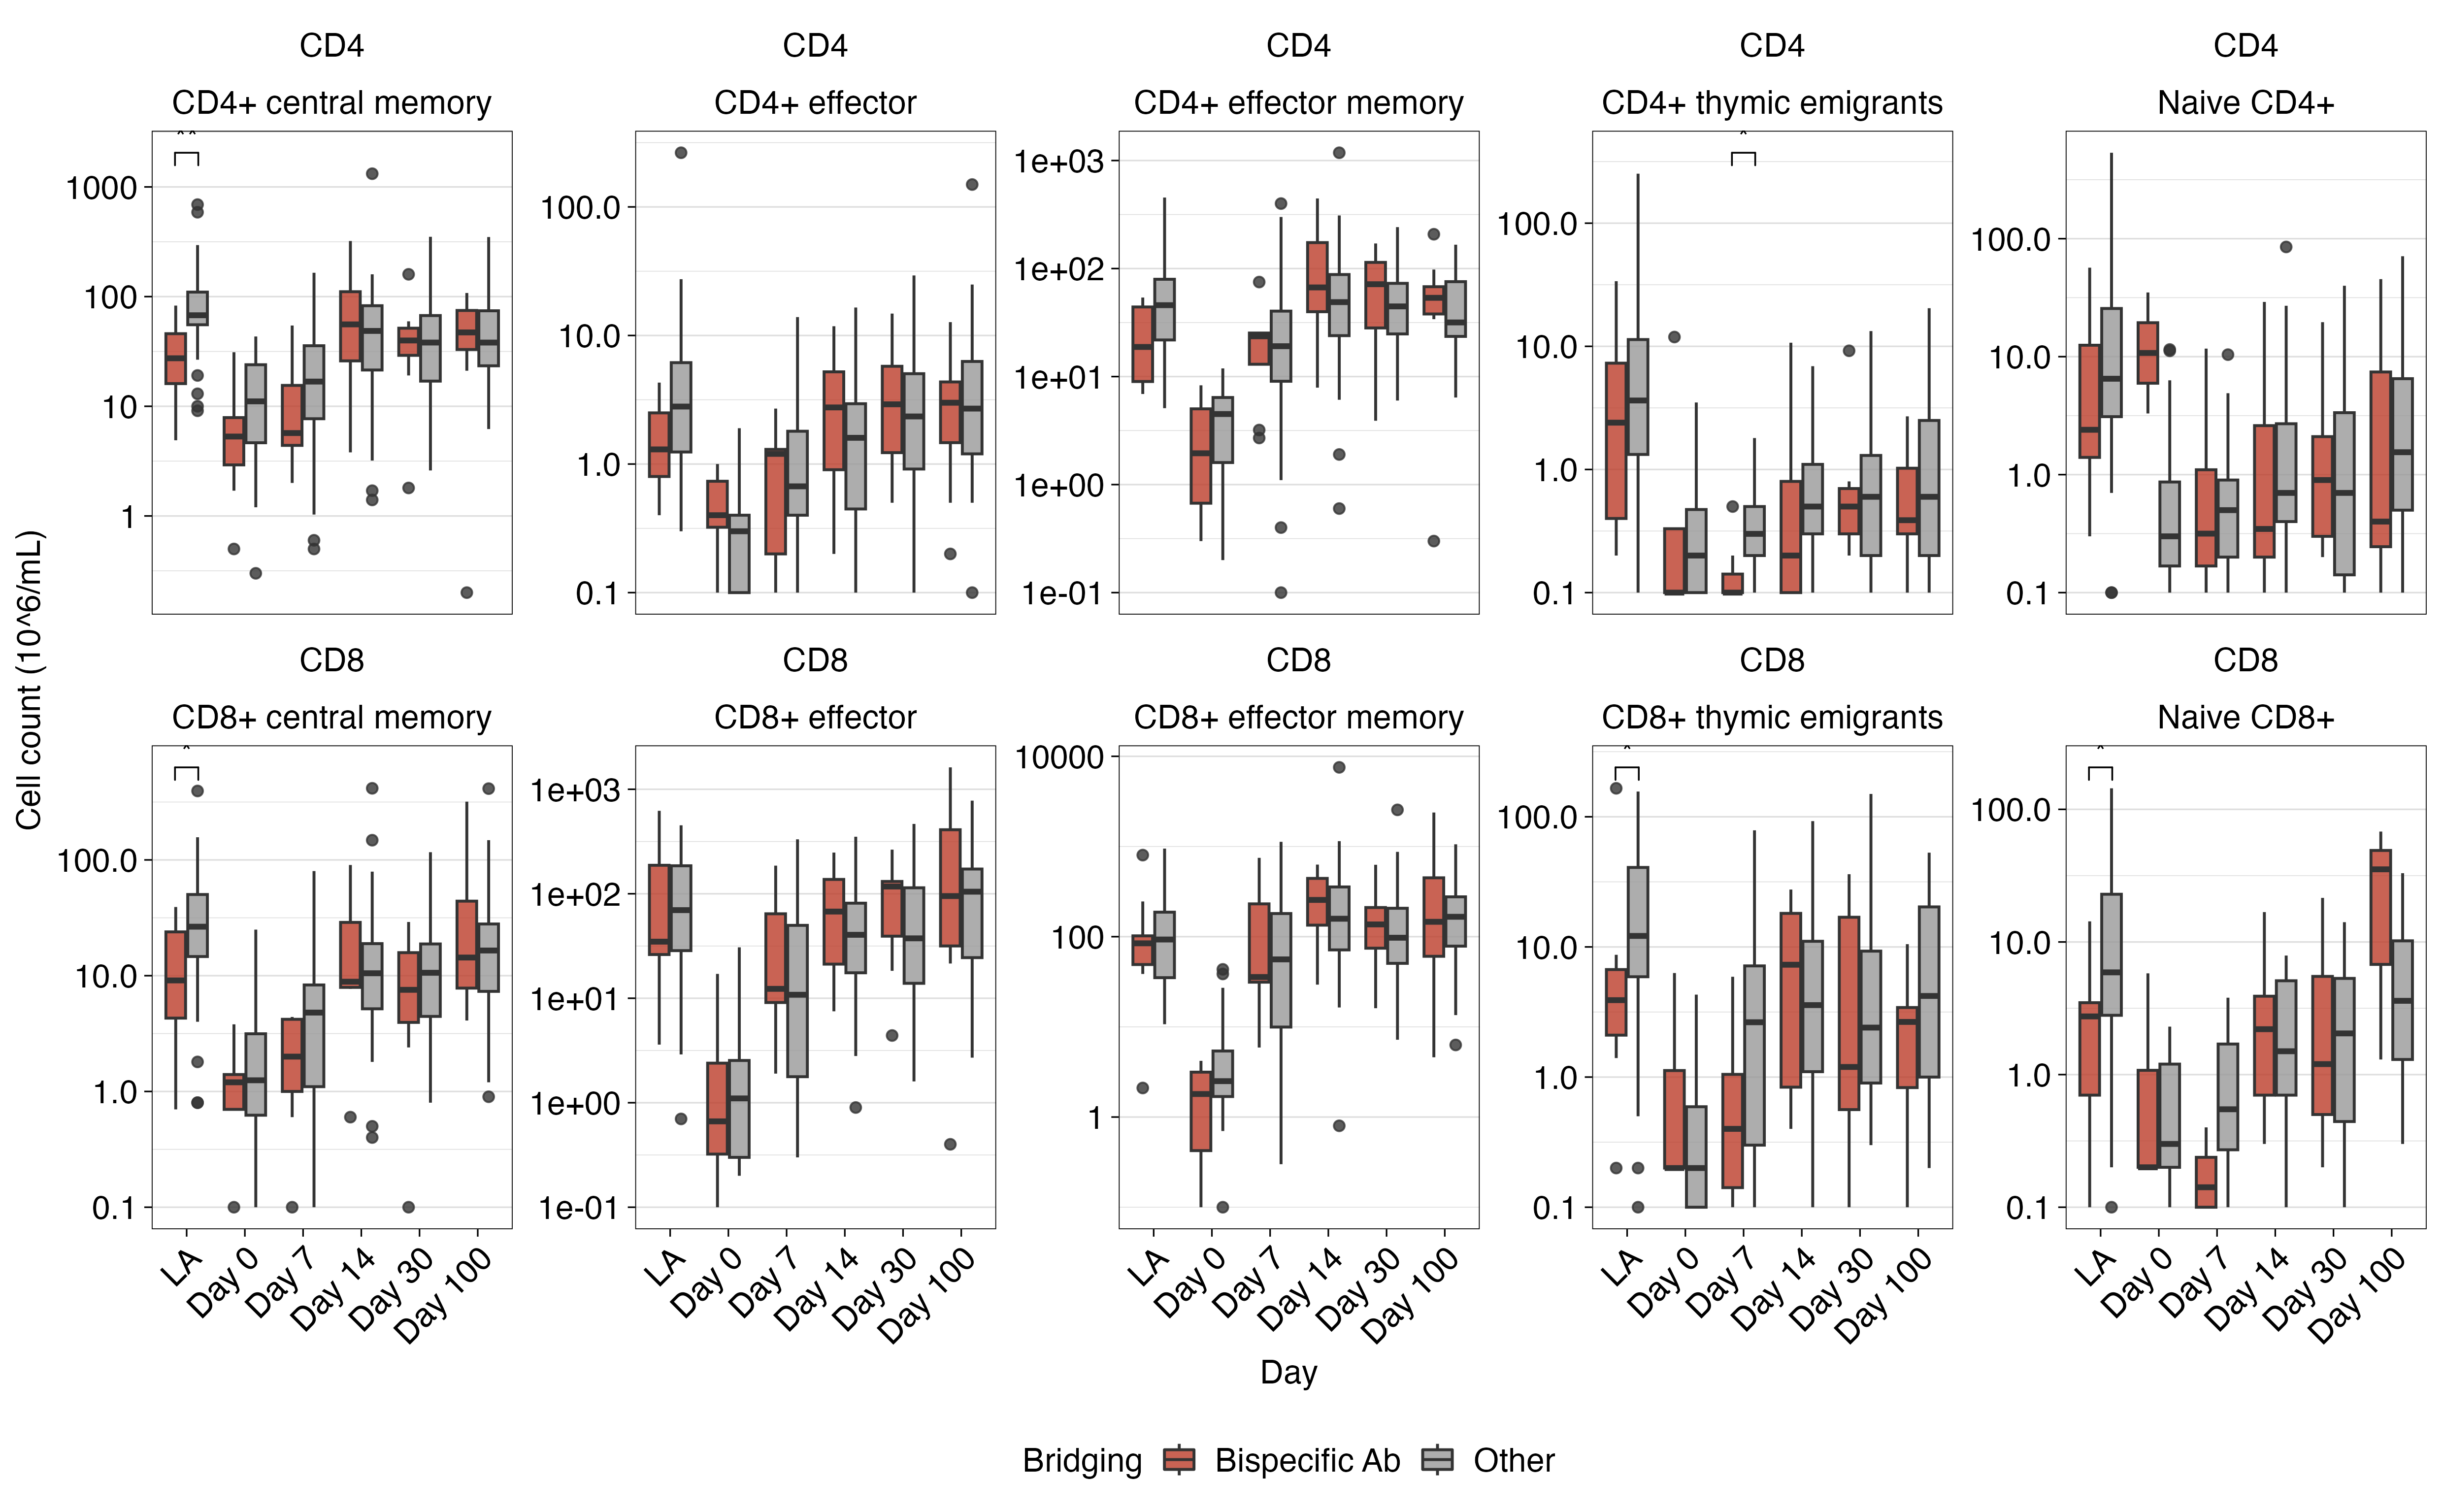 CD4 CD4 CD4 CD4 CD4
CD4+ central memory CD4+ effector CD4+ effector memory CD4+ thymic emigrants Naive CD4+
1000
100
10
1
100.0
10.0
1.0
0.1
1e+03
1e+02
1e+01
1e+00
1e-01
100.0
10.0
1.0
0.1
100.0
10.0
1.0
0.1
Cell count (10^6/mL)
CD8 CD8 CD8 CD8 CD8
CD8+ central memory CD8+ effector CD8+ effector memory CD8+ thymic emigrants Naive CD8+
100.0
10.0
1.0
0.1
1e+03
1e+02
1e+01
1e+00
1e-01
10000
100
1
100.0
10.0
1.0
0.1
100.0
10.0
1.0
0.1
LA Day 0 Day 7 Day 14 Day 30 Day 100
LA Day 0 Day 7 Day 14 Day 30 Day 100
LA Day 0 Day 7 Day 14 Day 30 Day 100
LA Day 0 Day 7 Day 14 Day 30 Day 100
LA Day 0 Day 7 Day 14 Day 30 Day 100
Day
Bridging Bispecific Ab Other